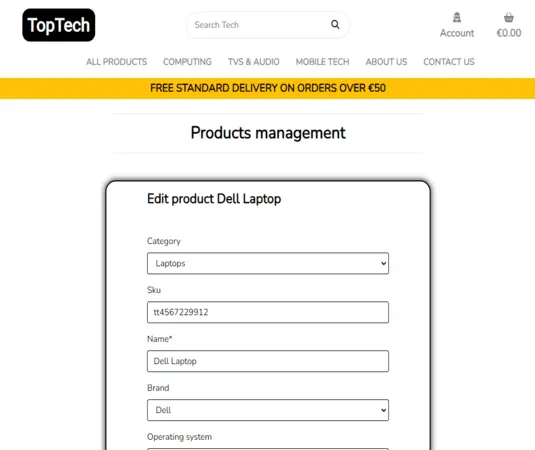 TopTech
Search Tech
Account
€0.00
ALL PRODUCTS COMPUTING TVS & AUDIO MOBILE TECH ABOUT US CONTACT US
FREE STANDARD DELIVERY ON ORDERS OVER €50
Products management
Edit product Dell Laptop
Category
Laptops
Sku
tt4567229912
Name*
Dell Laptop
Brand
Dell
Operating system